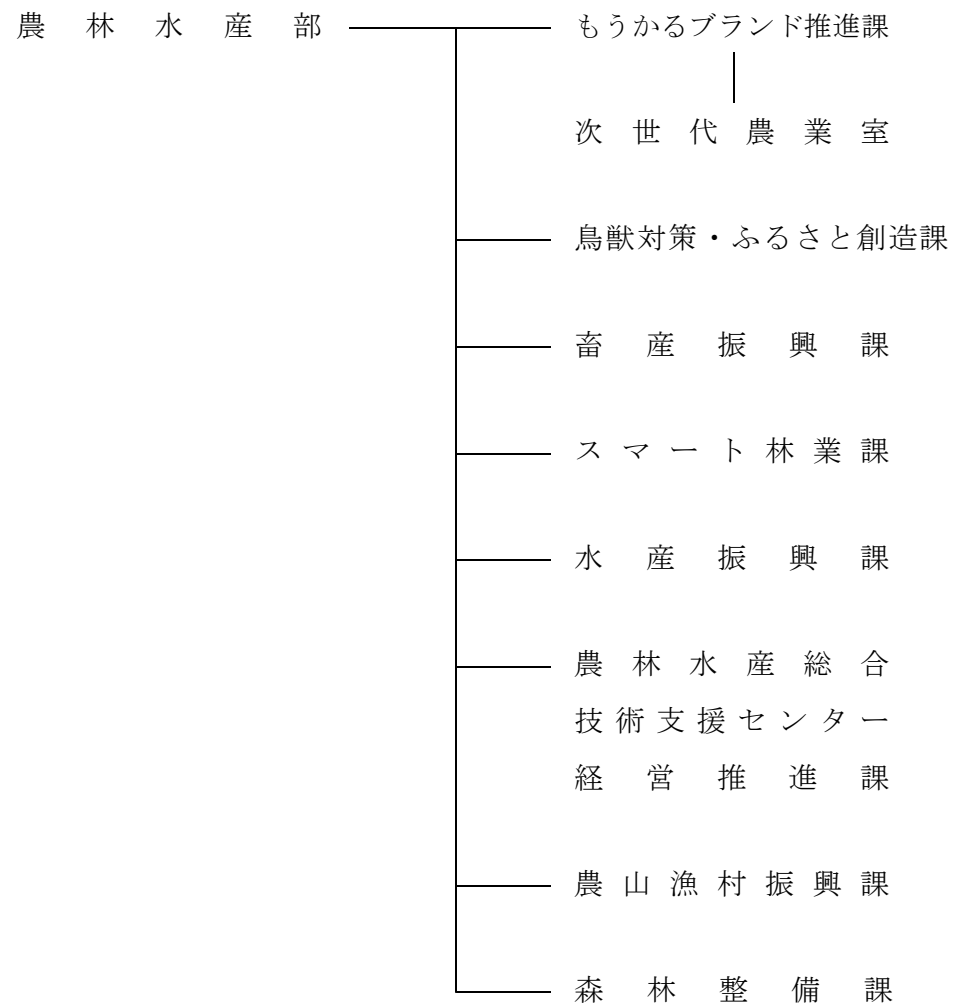 農林水産部
もうかるブランド推進課
次世代農業室
鳥獣対策・ふるさと創造課
畜産振興課
スマート林業課
水産振興課
農林水産総合
技術支援センター
経営推進課
農山漁村振興課
森林整備課